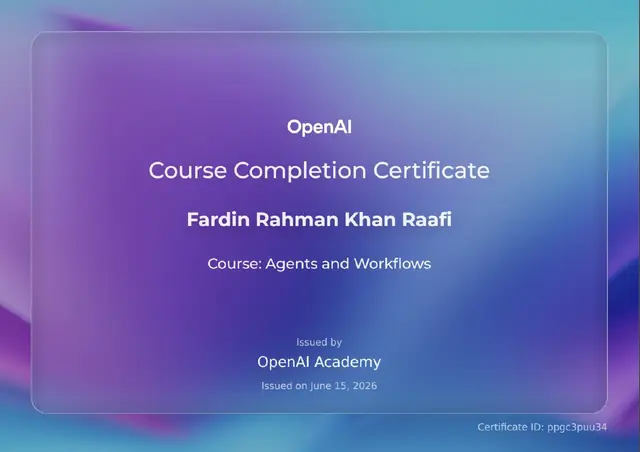 OpenAI
Course Completion Certificate
Fardin Rahman Khan Raafi
Course: Agents and Workflows
Issued by
OpenAI Academy
Issued on June 15, 2026
Certificate ID: ppgc3puu34